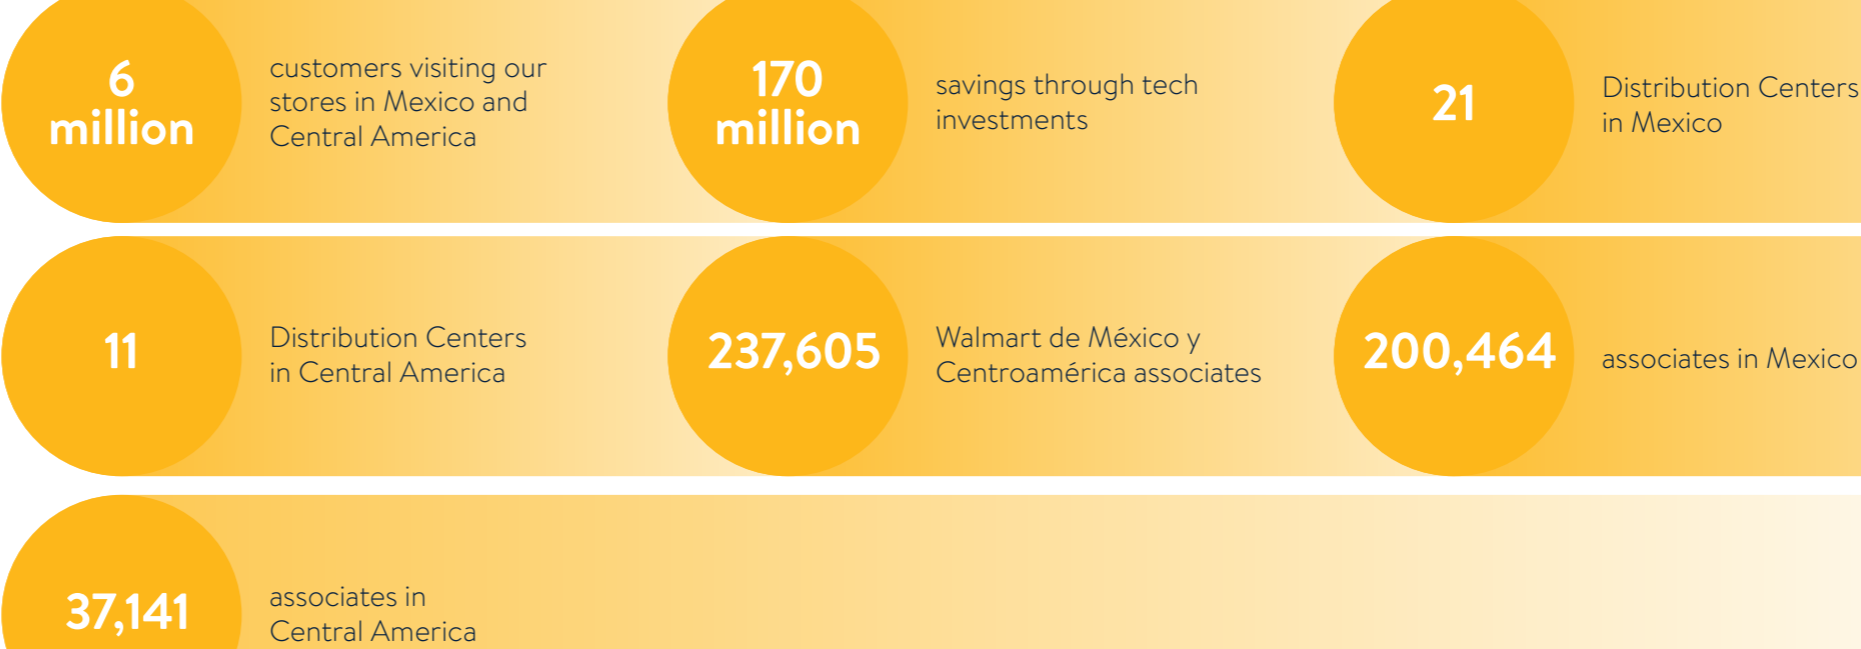 6
million
customers visiting our
stores in Mexico and
Central America
170
million
savings through tech
investments
21
Distribution Centers
in Mexico
11
Distribution Centers
in Central America
237,605
Walmart de México y
Centroamérica associates
200,464
associates in Mexico
37,141
associates in
Central America